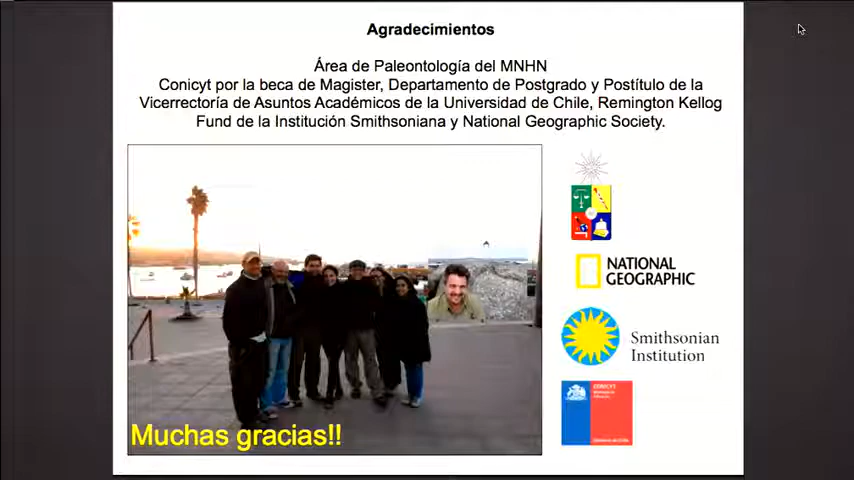 Agradecimientos
Área de Paleontología del MNHN
Conicyt por la beca de Magister, Departamento de Postgrado y Postítulo de la
Vicerrectoría de Asuntos Académicos de la Universidad de Chile, Remington Kellog
Fund de la Institución Smithsoniana y National Geographic Society.
NATIONAL
GEOGRAPHIC
Smithsonian
Institution
CONICYT
Muchas gracias!!